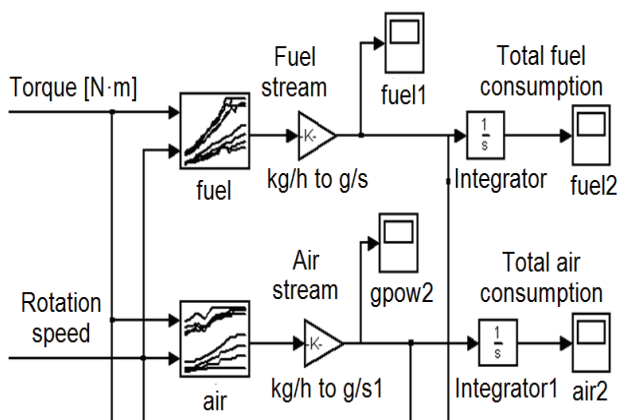 Torque [N·m]
Fuel
stream
fuel1
Total fuel
consumption
-K-
1
s
fuel
kg/h to g/s
Integrator
fuel2
Rotation
speed
Air
stream
gpow2
Total air
consumption
-K-
1
s
air
kg/h to g/s1
Integrator1
air2